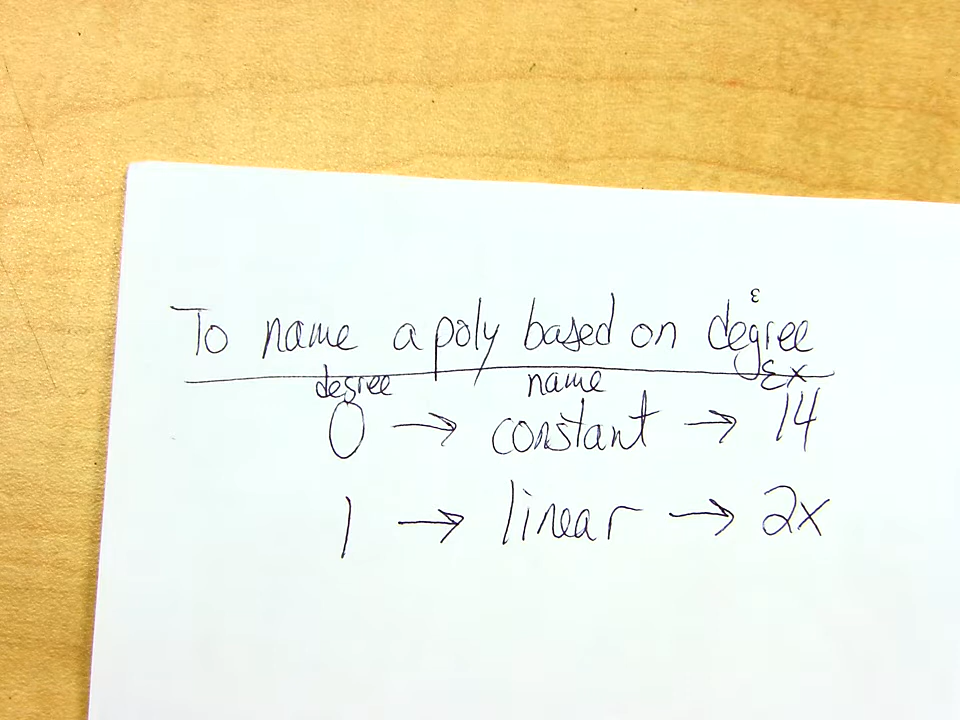 To name a poly based on degree
degree name Ex
0 → constant → 14
1 → linear → 2x